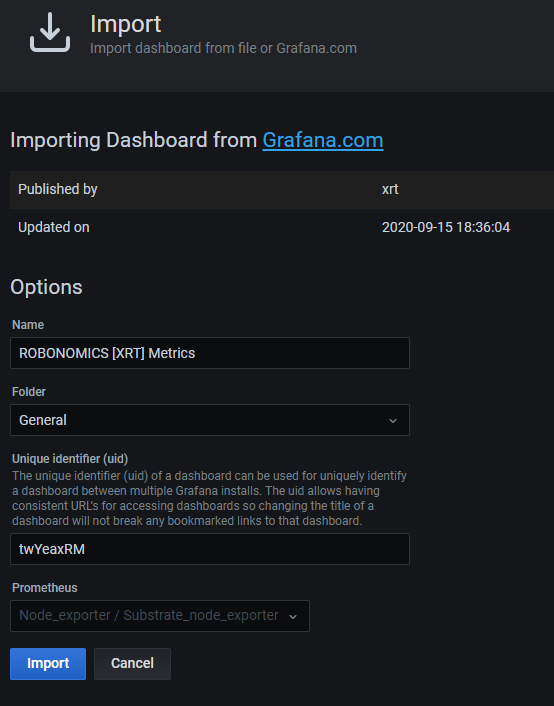 Import
Import dashboard from file or Grafana.com
Importing Dashboard from Grafana.com
Published by xrt
Updated on 2020-09-15 18:36:04
Options
Name
ROBONOMICS [XRT] Metrics
Folder
General
Unique identifier (uid)
The unique identifier (uid) of a dashboard can be used for uniquely identify
a dashboard between multiple Grafana installs. The uid allows having
consistent URL's for accessing dashboards so changing the title of a
dashboard will not break any bookmarked links to that dashboard.
twYeaxRM
Prometheus
Node_exporter / Substrate_node_exporter
Import Cancel